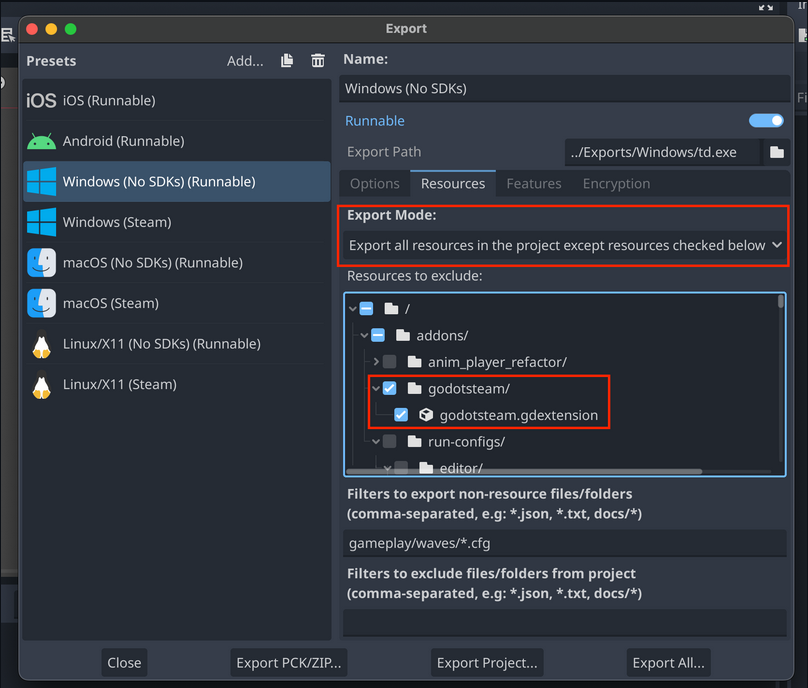 Export
Presets
Add...
Name:
iOS iOS (Runnable)
Android (Runnable)
Windows (No SDKs) (Runnable)
Windows (Steam)
macOS (No SDKs) (Runnable)
macOS (Steam)
Linux/X11 (No SDKs) (Runnable)
Linux/X11 (Steam)
Windows (No SDKs)
Runnable
Export Path
../Exports/Windows/td.exe
Options
Resources
Features
Encryption
Export Mode:
Export all resources in the project except resources checked below
Resources to exclude:
/
addons/
anim_player_refactor/
godotsteam/
godotsteam.gdextension
run-configs/
editor/
Filters to export non-resource files/folders
(comma-separated, e.g: *.json, *.txt, docs/*)
gameplay/waves/*.cfg
Filters to exclude files/folders from project
(comma-separated, e.g: *.json, *.txt, docs/*)
Close
Export PCK/ZIP...
Export Project...
Export All...